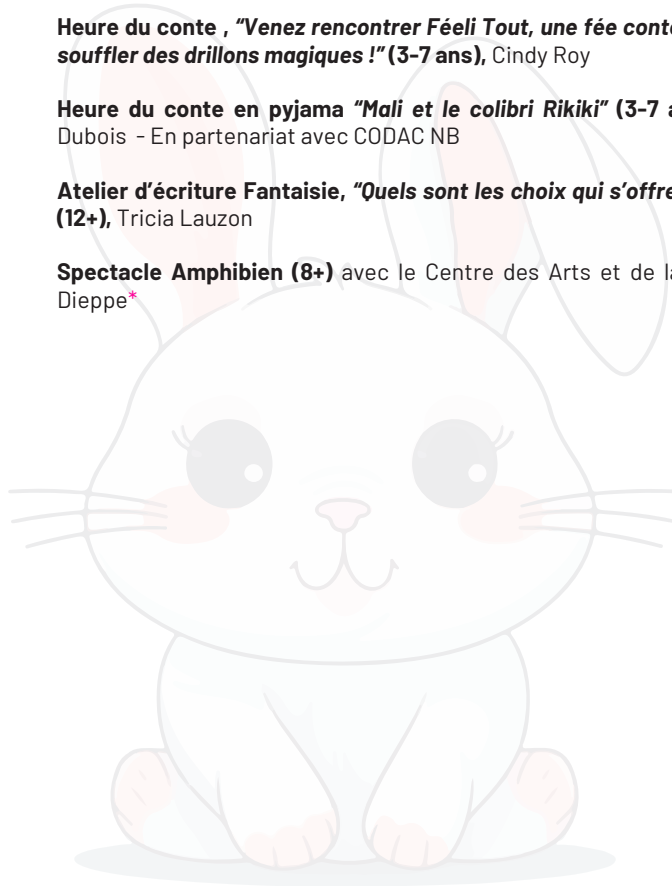 Heure du conte , “Venez rencontrer Féeli Tout, une fée
souffler des drillons magiques !” (3-7 ans), Cindy Roy
Heure du conte en pyjama “Mali et le colibri Rikiki” (3-7
Dubois - En partenariat avec CODAC NB
Atelier d’écriture Fantaisie, “Quels sont les choix qui
(12+), Tricia Lauzon
Spectacle Amphibien (8+) avec le Centre des Arts et de
Dieppe*